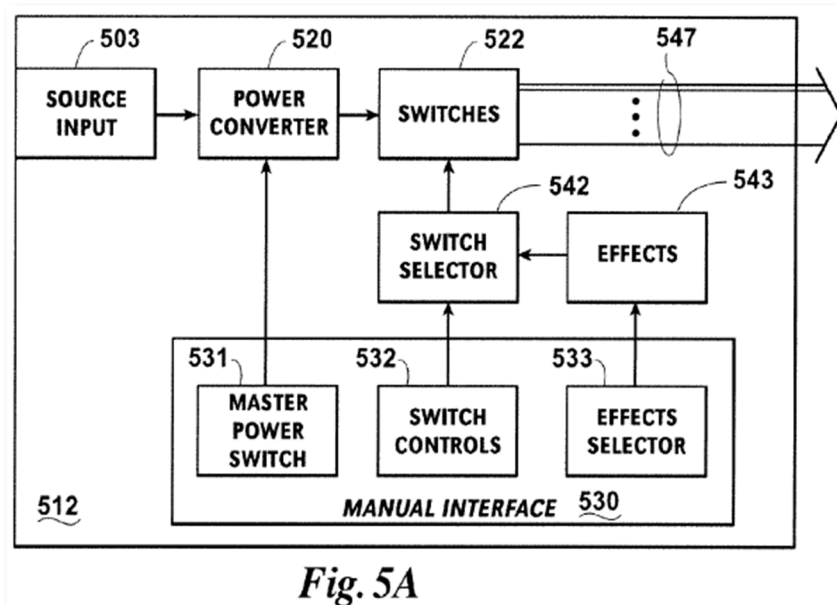 503
520
522
547
SOURCE
INPUT
POWER
CONVERTER
SWITCHES
542
543
SWITCH
SELECTOR
EFFECTS
531
532
533
MASTER
POWER
SWITCH
SWITCH
CONTROLS
EFFECTS
SELECTOR
512
MANUAL INTERFACE 530
Fig. 5A